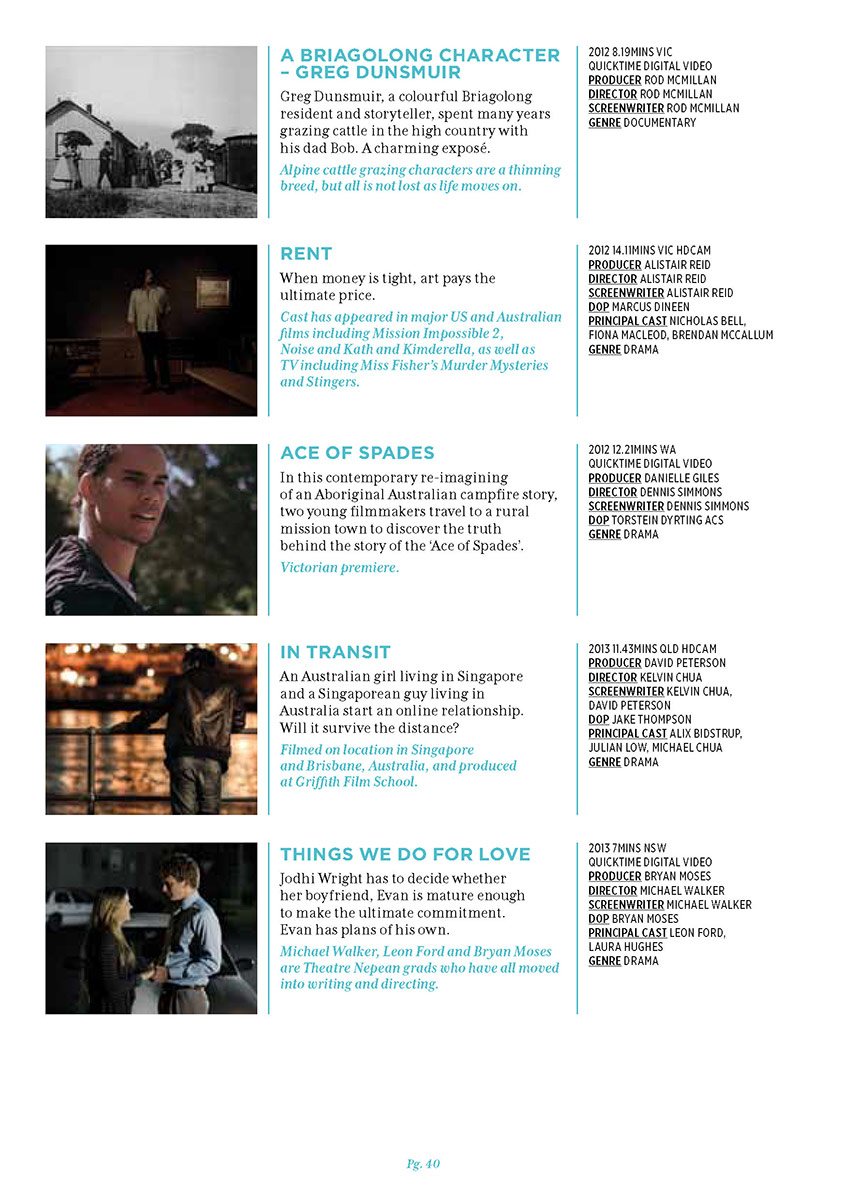 A BRIAGOLONG CHARACTER
– GREG DUNSMUIR
Greg Dunsmuir, a colourful Briagolong
resident and storyteller, spent many years
grazing cattle in the high country with
his dad Bob. A charming exposé.
Alpine cattle grazing characters are a thinning
breed, but all is not lost as life moves on.
2012 8.19MINS VIC
QUICKTIME DIGITAL VIDEO
PRODUCER ROD MCMILLAN
DIRECTOR ROD MCMILLAN
SCREENWRITER ROD MCMILLAN
GENRE DOCUMENTARY
RENT
When money is tight, art pays the
ultimate price.
Cast has appeared in major US and Australian
films including Mission Impossible 2,
Noise and Kath and Kimderella, as well as
TV including Miss Fisher's Murder Mysteries
and Stingers.
2012 14.11MINS VIC HDCAM
PRODUCER ALISTAIR REID
DIRECTOR ALISTAIR REID
SCREENWRITER ALISTAIR REID
DOP MARCUS DINEEN
PRINCIPAL CAST NICHOLAS BELL,
FIONA MACLEOD, BRENDAN MCCALLUM
GENRE DRAMA
ACE OF SPADES
In this contemporary re-imagining
of an Aboriginal Australian campfire story,
two young filmmakers travel to a rural
mission town to discover the truth
behind the story of the ‘Ace of Spades’.
Victorian premiere.
2012 12.21MINS WA
QUICKTIME DIGITAL VIDEO
PRODUCER DANIELLE GILES
DIRECTOR DENNIS SIMMONS
SCREENWRITER DENNIS SIMMONS
DOP TORSTEIN DYRTING ACS
GENRE DRAMA
IN TRANSIT
An Australian girl living in Singapore
and a Singaporean guy living in
Australia start an online relationship.
Will it survive the distance?
Filmed on location in Singapore
and Brisbane, Australia, and produced
at Griffith Film School.
2013 11.43MINS QLD HDCAM
PRODUCER DAVID PETERSON
DIRECTOR KELVIN CHUA
SCREENWRITER KELVIN CHUA,
DAVID PETERSON
DOP JAKE THOMPSON
PRINCIPAL CAST ALIX BIDSTRUP,
JULIAN LOW, MICHAEL CHUA
GENRE DRAMA
THINGS WE DO FOR LOVE
Jodhi Wright has to decide whether
her boyfriend, Evan is mature enough
to make the ultimate commitment.
Evan has plans of his own.
Michael Walker, Leon Ford and Bryan Moses
are Theatre Nepean grads who have all moved
into writing and directing.
2013 7MINS NSW
QUICKTIME DIGITAL VIDEO
PRODUCER BRYAN MOSES
DIRECTOR MICHAEL WALKER
SCREENWRITER MICHAEL WALKER
DOP BRYAN MOSES
PRINCIPAL CAST LEON FORD,
LAURA HUGHES
GENRE DRAMA
Pg. 40